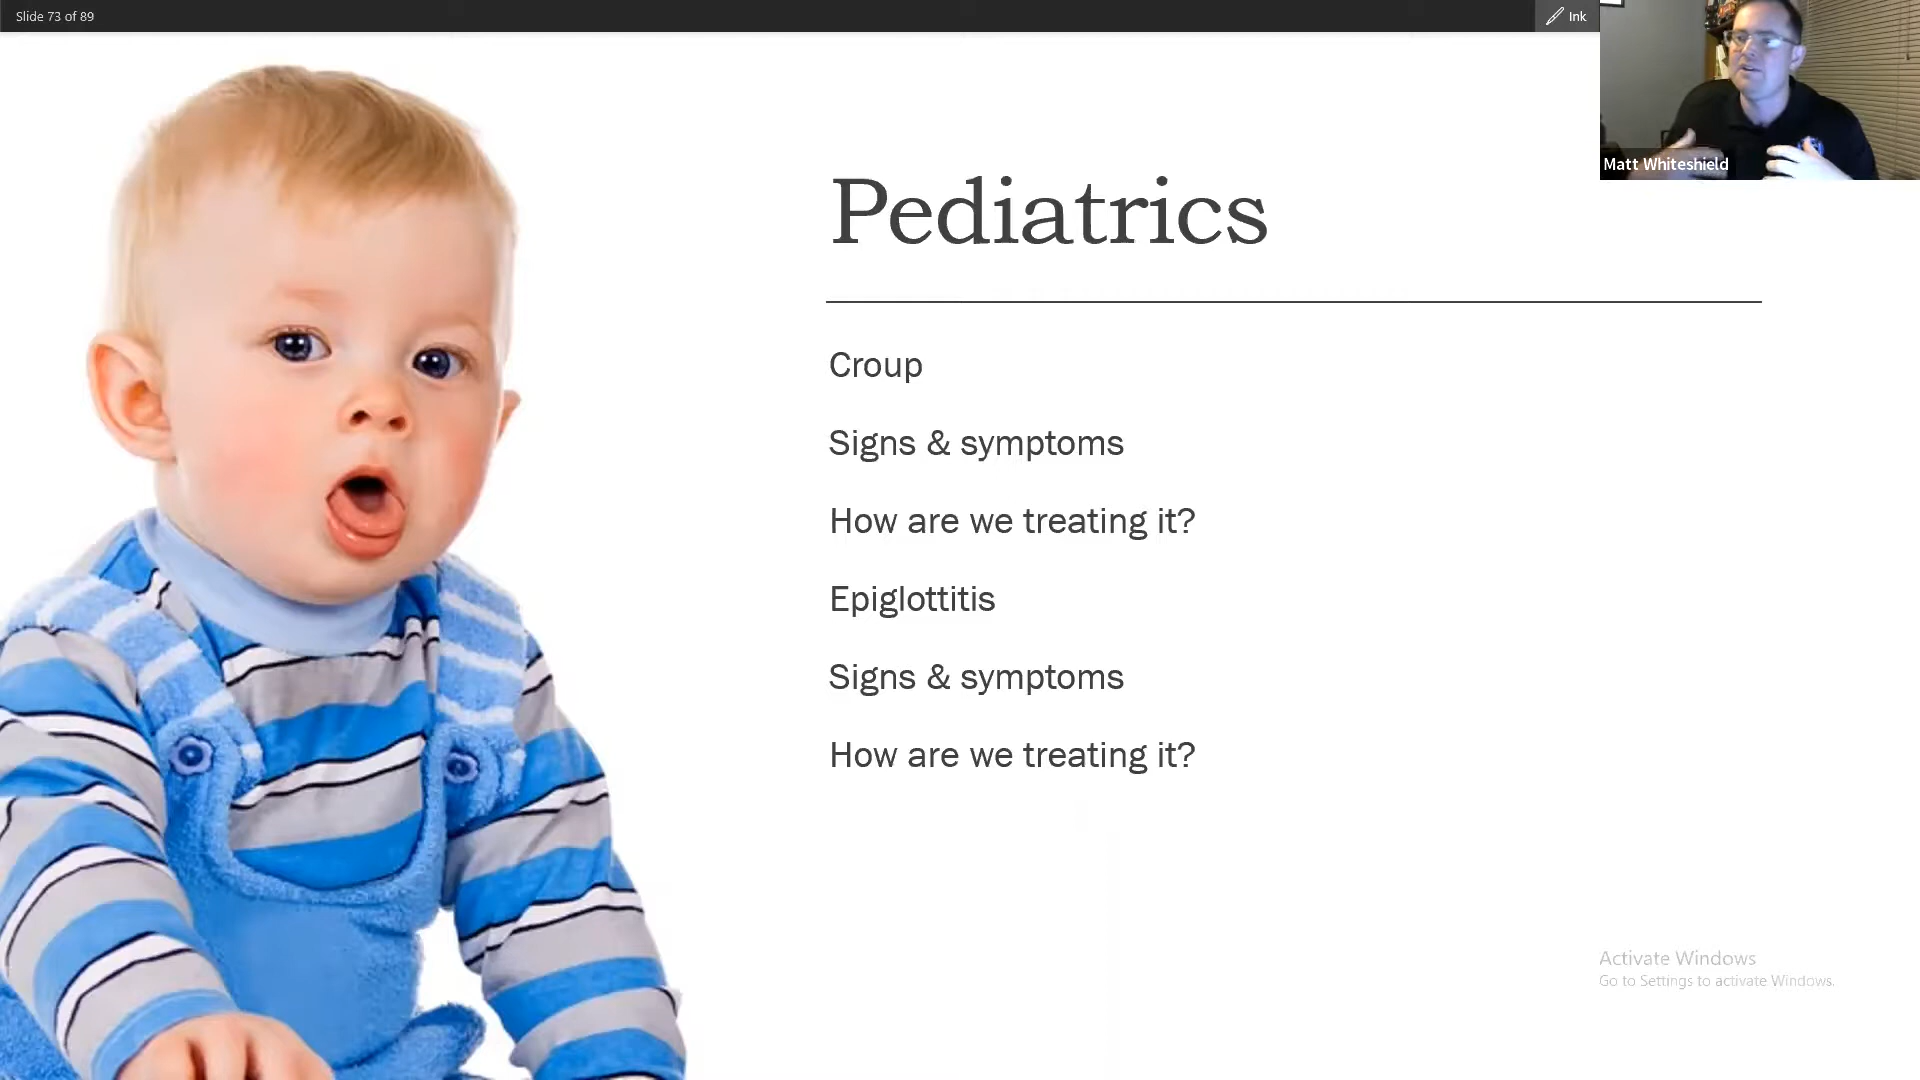 Slide 73 of 89
Ink
Matt Whiteshield
Pediatrics
Croup
Signs & symptoms
How are we treating it?
Epiglottitis
Signs & symptoms
How are we treating it?
Activate Windows
Go to Settings to activate Windows.